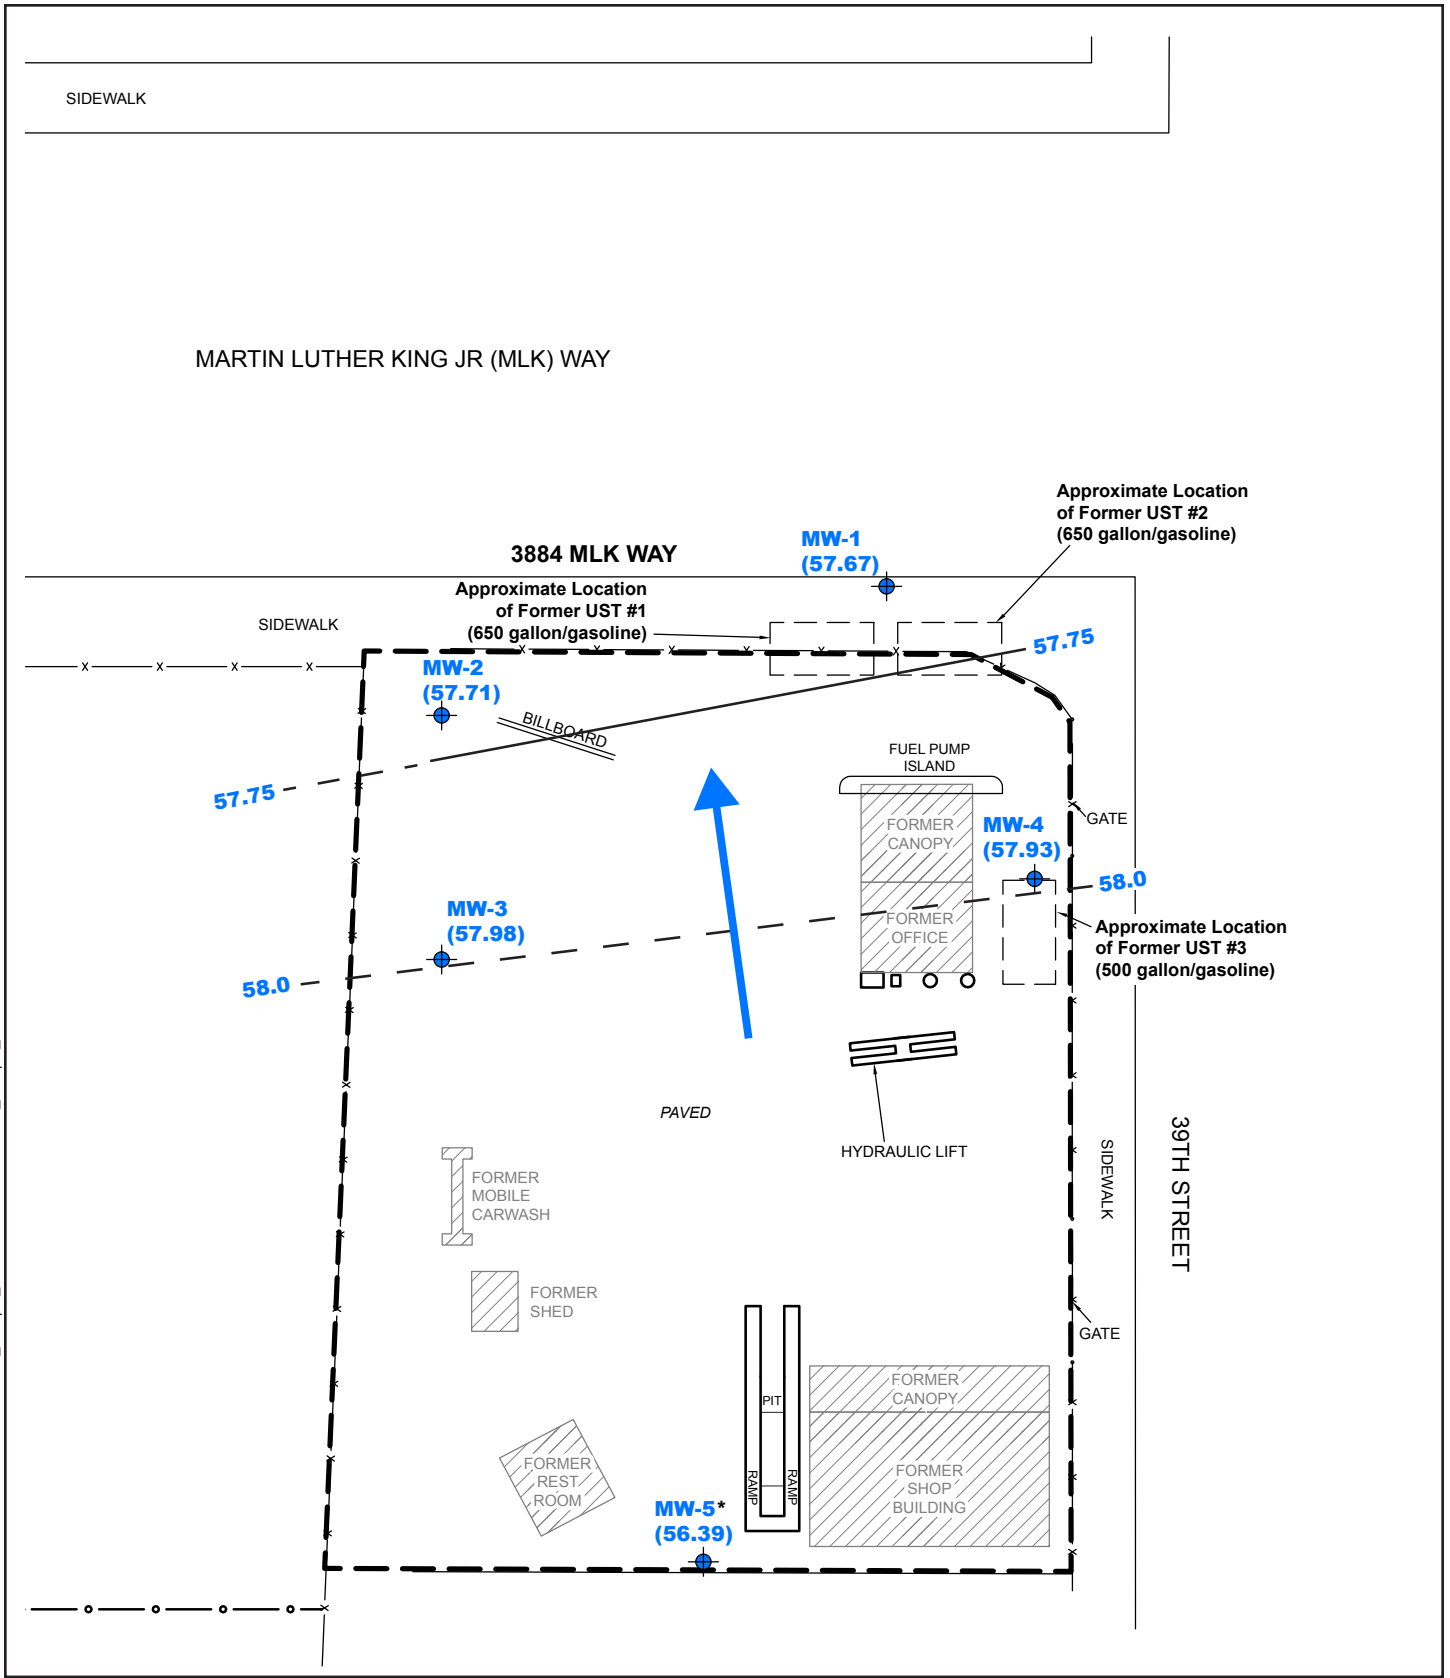 SIDEWALK
MARTIN LUTHER KING JR (MLK) WAY
Approximate Location
of Former UST #2
(650 gallon/gasoline)
3884 MLK WAY
MW-1
(57.67)
Approximate Location
of Former UST #1
(650 gallon/gasoline)
SIDEWALK
57.75
MW-2
(57.71)
BILLBOARD
FUEL PUMP
ISLAND
57.75
FORMER
CANOPY
MW-4
(57.93)
GATE
58.0
MW-3
(57.98)
FORMER
OFFICE
Approximate Location
of Former UST #3
(500 gallon/gasoline)
58.0
PAVED
HYDRAULIC LIFT
SIDEWALK
39TH STREET
FORMER
MOBILE
CARWASH
FORMER
SHED
GATE
PIT
RAMP
RAMP
FORMER
CANOPY
FORMER
REST
ROOM
FORMER
SHOP
BUILDING
MW-5*
(56.39)